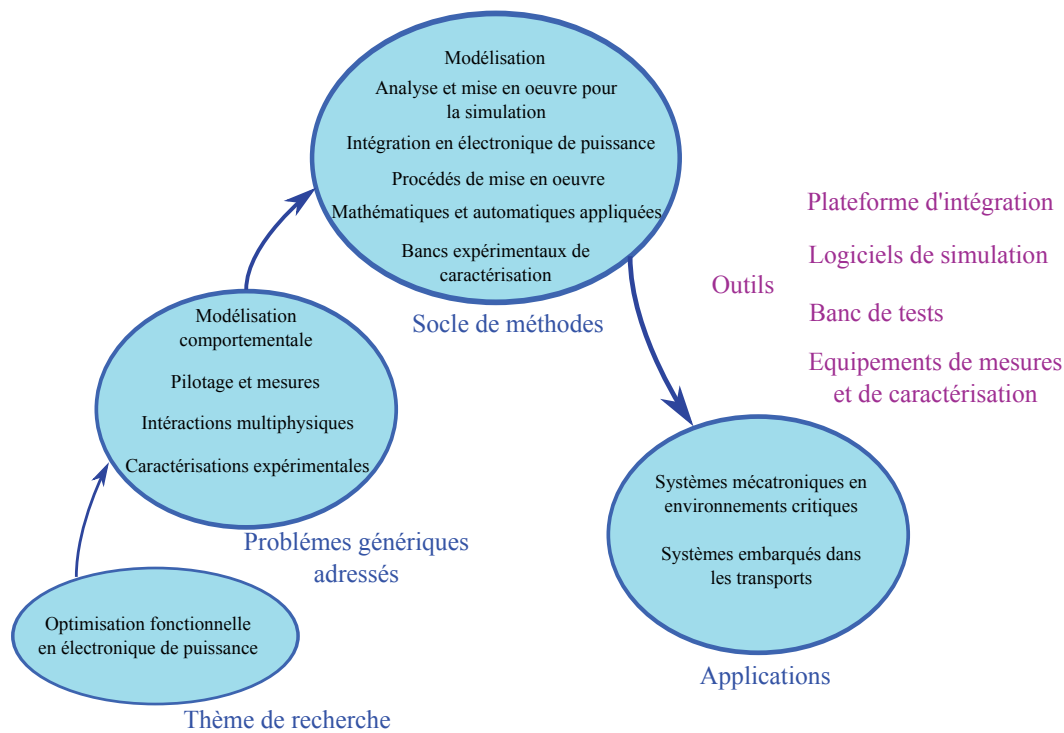 Modélisation
Analyse et mise en oeuvre pour
la simulation
Intégration en électronique de puissance
Procédés de mise en oeuvre
Mathématiques et automatiques appliquées
Bancs expérimentaux de
caractérisation
Socle de méthodes
Plateforme d'intégration
Logiciels de simulation
Outils
Banc de tests
Equipements de mesures
et de caractérisation
Modélisation
comportementale
Pilotage et mesures
Intéractions multiphysiques
Caractérisations expérimentales
Problémes génériques
adressés
Systèmes mécatroniques en
environnements critiques
Systèmes embarqués dans
les transports
Applications
Optimisation fonctionnelle
en électronique de puissance
Thème de recherche